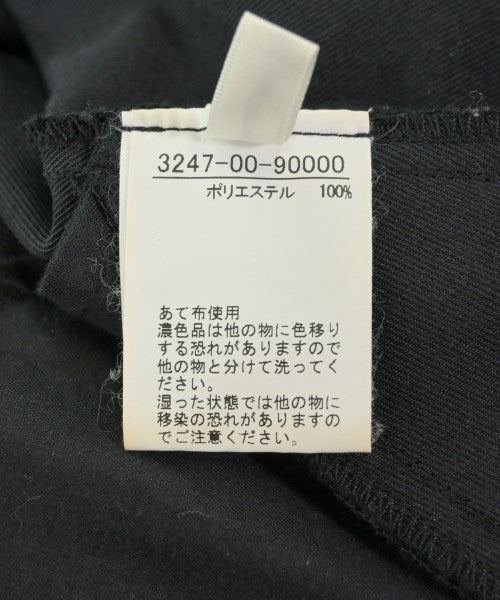 3247-00-90000
ポリエステル 100%
あて布使用
濃色品は他の物に色移り
する恐れがありますので
他の物と分けて洗ってく
ださい。
湿った状態では他の物に
移染の恐れがありますの
でご注意ください。